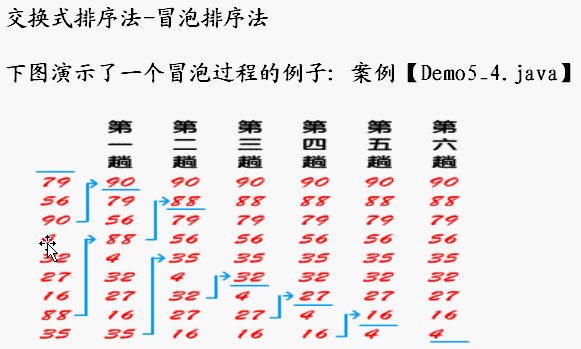 交换式排序法-冒泡排序法
下图演示了一个冒泡过程的例子: 案例【Demo5_4.java】
第一趟 第二趟 第三趟 第四趟 第五趟 第六趟
79 90 90 90 90 90 90
56 79 88 88 88 88 88
90 56 79 79 79 79 79
88 56 56 56 56 56
32 4 35 35 35 35 35
27 32 4 32 32 32 32
16 27 32 4 27 27 27
88 16 27 27 4 16 16
35 35 16 16 16 4 4